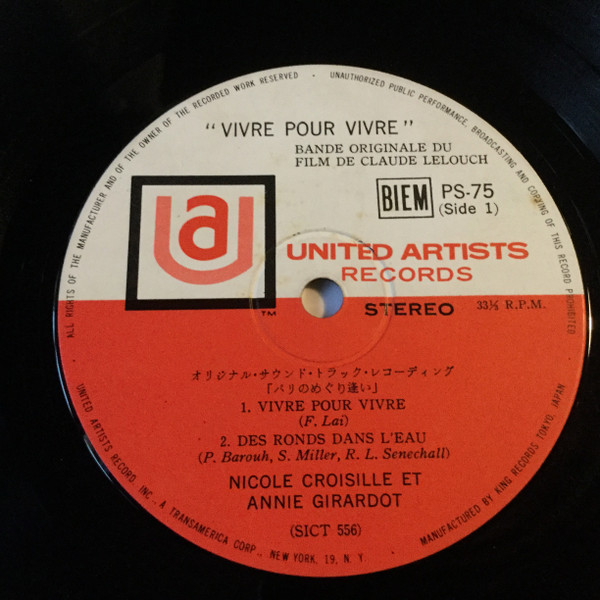 ALL RIGHTS OF THE MANUFACTURER AND OF THE OWNER OF THE RECORDED WORK RESERVED · UNAUTHORIZED PUBLIC PERFORMANCE, BROADCASTING AND COPYING OF THIS RECORD PROHIBITED
"VIVRE POUR VIVRE"
BANDE ORIGINALE DU
FILM DE CLAUDE LELOUCH
BIEM PS-75
(Side 1)
ua
UNITED ARTISTS
RECORDS
TM
STEREO 33⅓ R.P.M.
オリジナル・サウンド・トラック・レコーディング
「パリのめぐり逢い」
1. VIVRE POUR VIVRE
(F. Lai)
2. DES RONDS DANS L'EAU
(P. Barouh, S. Miller, R. L. Senechall)
NICOLE CROISILLE ET
ANNIE GIRARDOT
(SICT 556)
UNITED ARTISTS RECORD, INC., A TRANSAMERICA CORP., NEW YORK, 19, N. Y.
MANUFACTURED BY KING RECORDS TOKYO, JAPAN